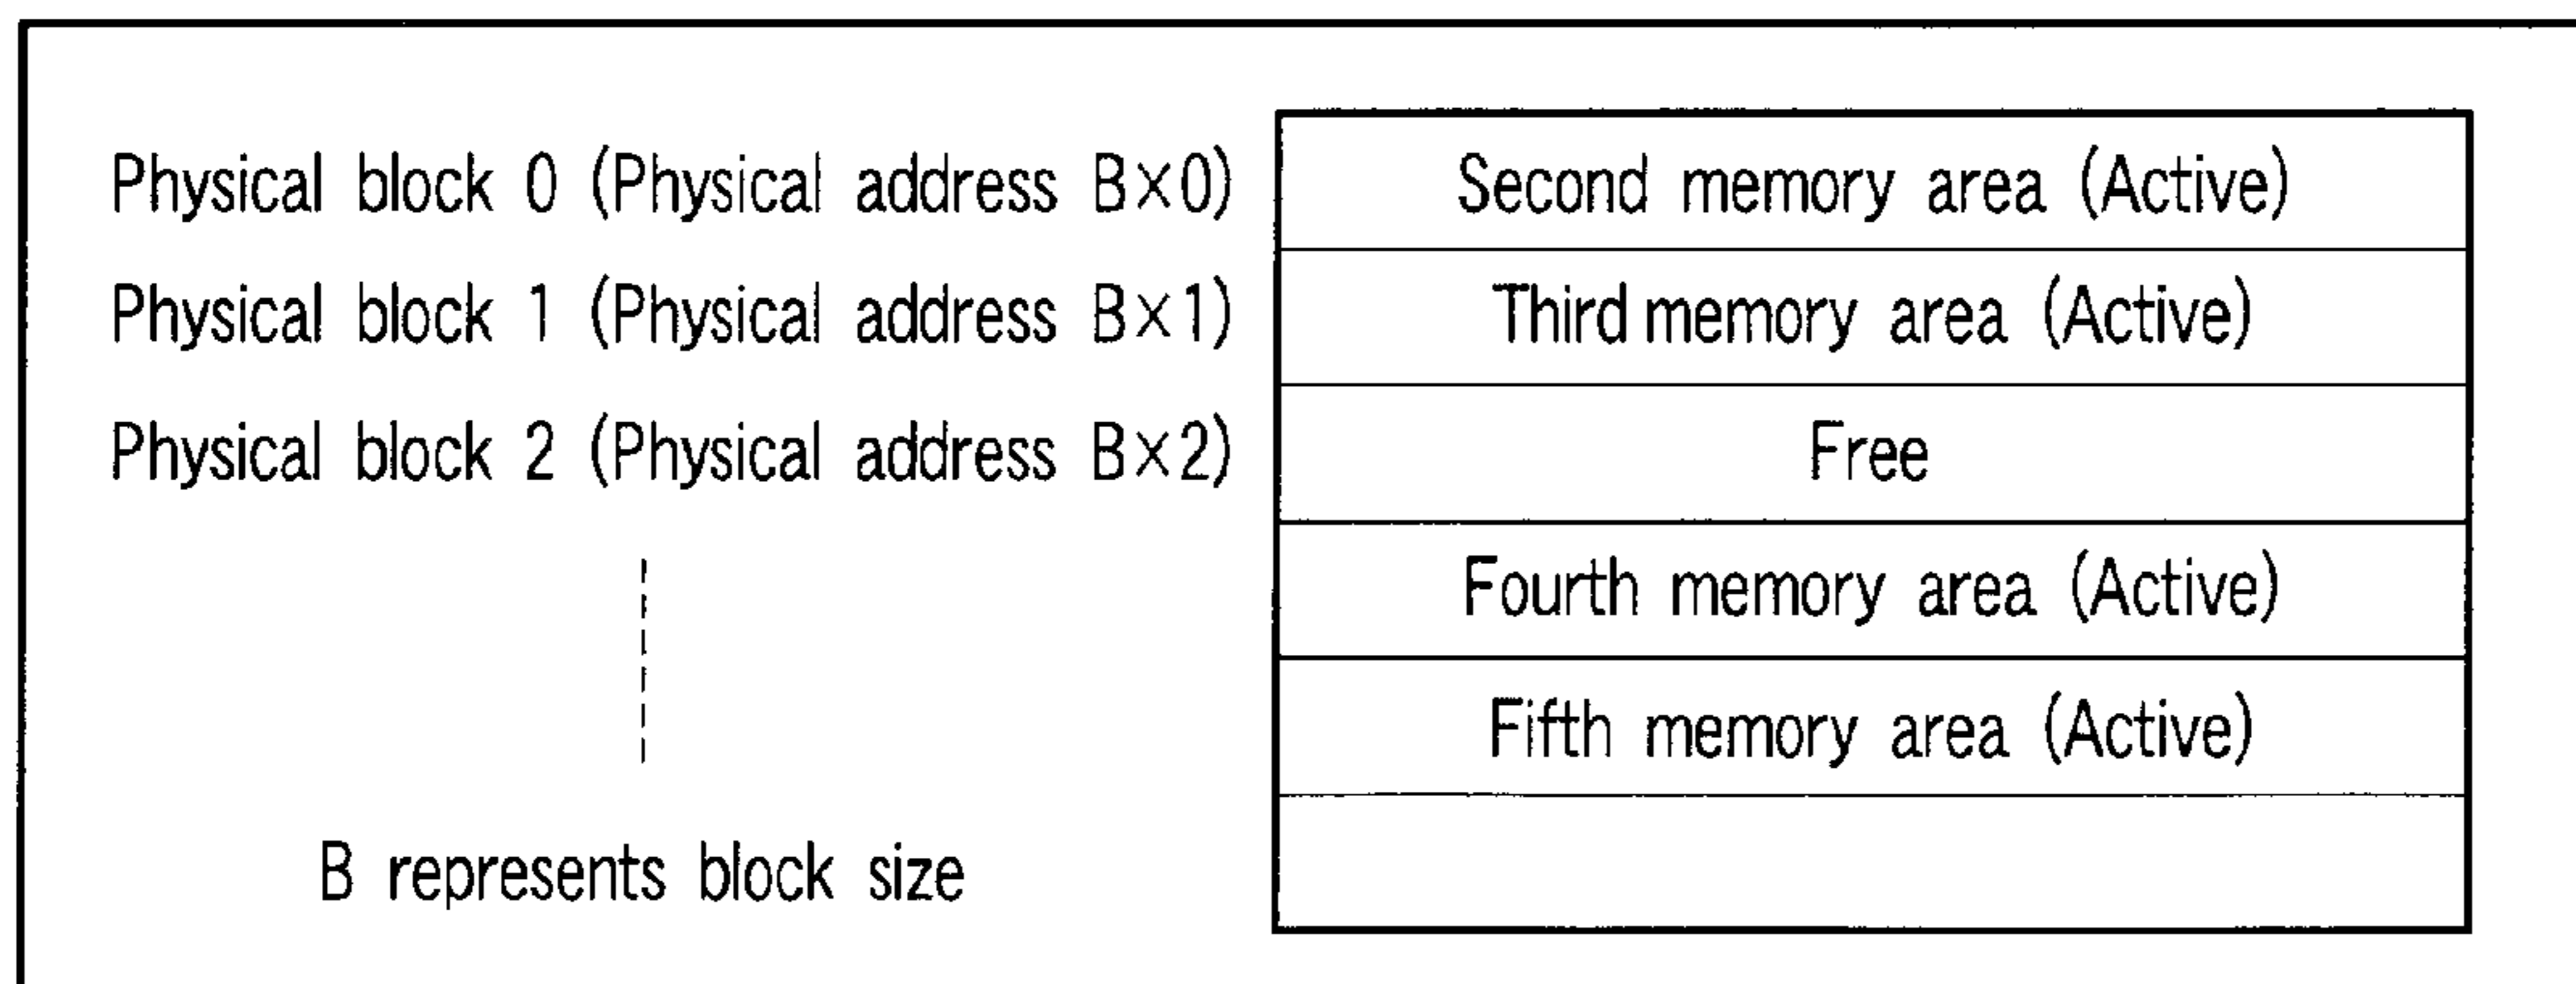 Physical block 0 (Physical address B×0) Second memory area (Active)
Physical block 1 (Physical address B×1) Third memory area (Active)
Physical block 2 (Physical address B×2) Free
Fourth memory area (Active)
Fifth memory area (Active)
B represents block size